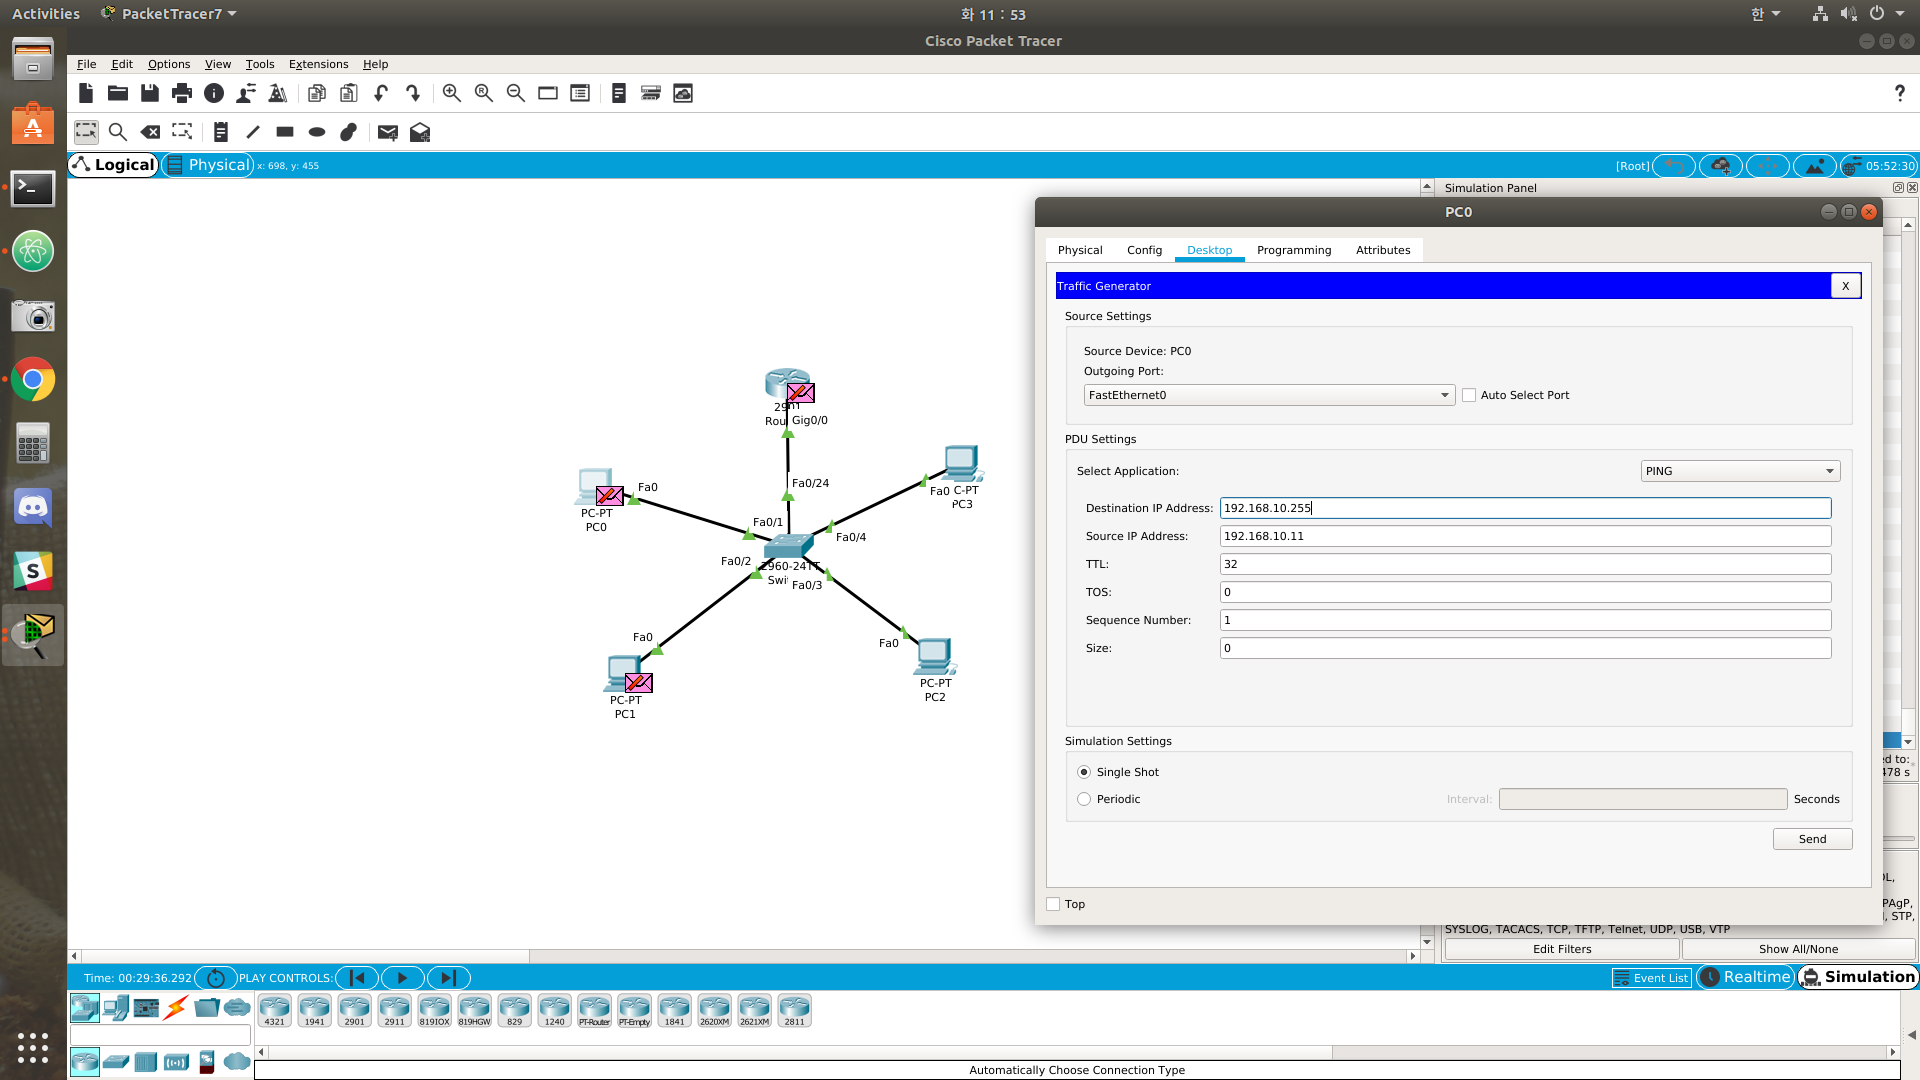 Activities
PacketTracer7
화 11 : 53
한
Cisco Packet Tracer
File Edit Options View Tools Extensions Help
?
Logical
Physical
x: 698, y: 455
[Root]
05:52:30
Simulation Panel
PC0
Physical Config Desktop Programming Attributes
Traffic Generator
X
Source Settings
Source Device: PC0
Outgoing Port:
FastEthernet0
Auto Select Port
PDU Settings
Select Application:
PING
Destination IP Address: 192.168.10.255
Source IP Address: 192.168.10.11
TTL: 32
TOS: 0
Sequence Number: 1
Size: 0
Simulation Settings
Single Shot
Periodic
Interval:
Seconds
Send
Top
Rou Gig0/0
Fa0/24
Fa0
PC-PT
PC0
Fa0/1
Fa0 C-PT
PC3
Fa0/4
Fa0/2
2960-24TT
Swi
Fa0/3
Fa0
PC-PT
PC1
Fa0
PC-PT
PC2
ed to:
478 s
OL,
PAgP,
, STP,
SYSLOG, TACACS, TCP, TFTP, Telnet, UDP, USB, VTP
Edit Filters
Show All/None
Time: 00:29:36.292
PLAY CONTROLS:
Event List
Realtime
Simulation
4321 1941 2901 2911 819IOX 819HGW 829 1240 PT-Router PT-Empty 1841 2620XM 2621XM 2811
Automatically Choose Connection Type